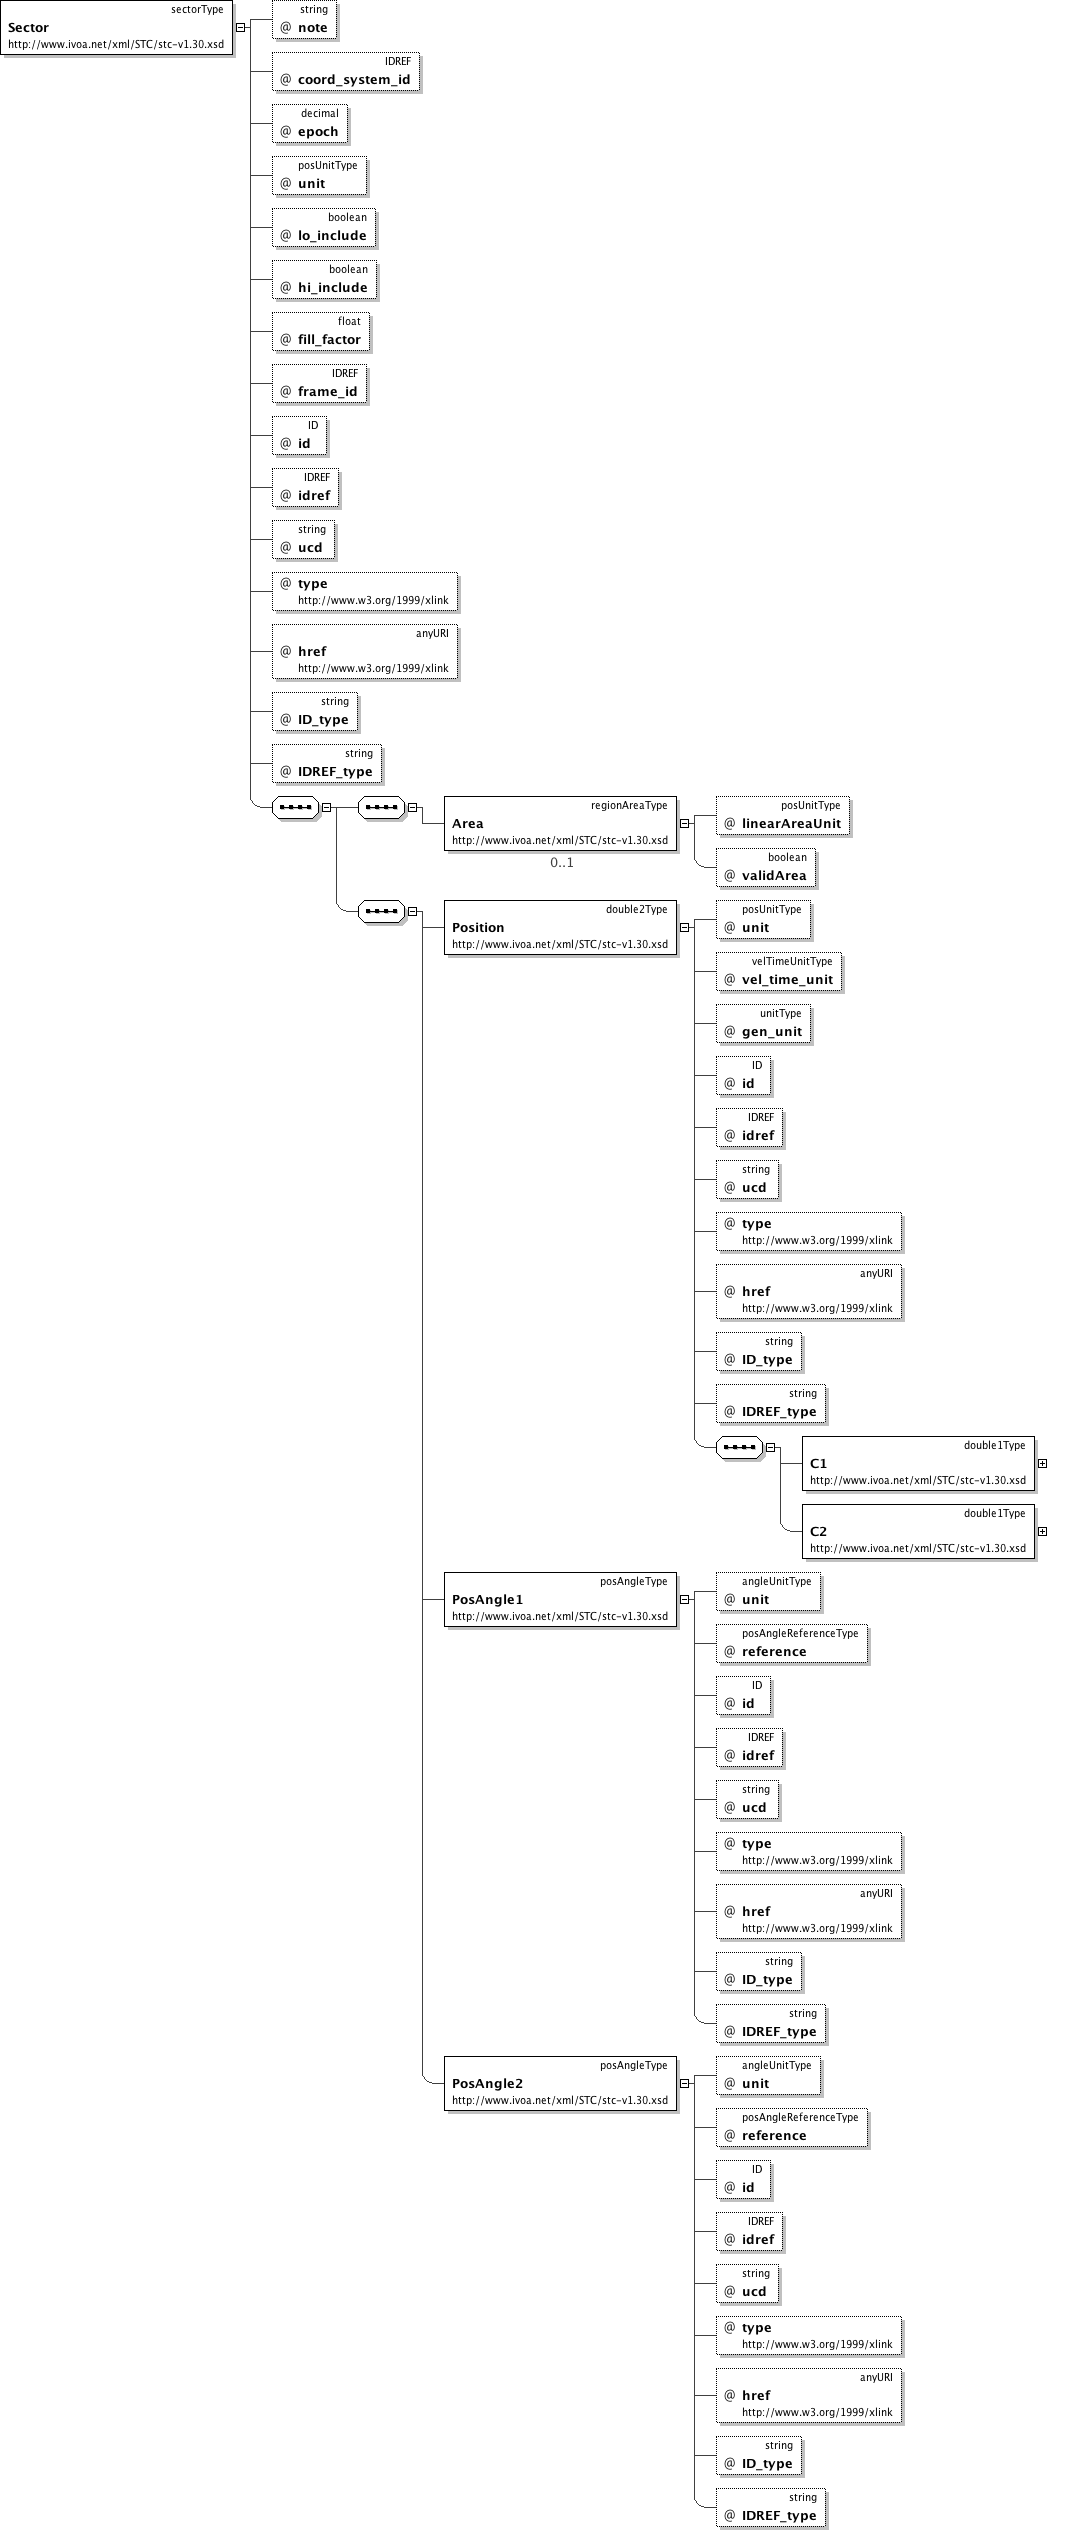 sectorType
Sector
http://www.ivoa.net/xml/STC/stc-v1.30.xsd
string
@ note
IDREF
@ coord_system_id
decimal
@ epoch
posUnitType
@ unit
boolean
@ lo_include
boolean
@ hi_include
float
@ fill_factor
IDREF
@ frame_id
ID
@ id
IDREF
@ idref
string
@ ucd
@ type
http://www.w3.org/1999/xlink
anyURI
@ href
http://www.w3.org/1999/xlink
string
@ ID_type
string
@ IDREF_type
regionAreaType
Area
http://www.ivoa.net/xml/STC/stc-v1.30.xsd
0..1
posUnitType
@ linearAreaUnit
boolean
@ validArea
double2Type
Position
http://www.ivoa.net/xml/STC/stc-v1.30.xsd
posUnitType
@ unit
velTimeUnitType
@ vel_time_unit
unitType
@ gen_unit
ID
@ id
IDREF
@ idref
string
@ ucd
@ type
http://www.w3.org/1999/xlink
anyURI
@ href
http://www.w3.org/1999/xlink
string
@ ID_type
string
@ IDREF_type
double1Type
C1
http://www.ivoa.net/xml/STC/stc-v1.30.xsd
double1Type
C2
http://www.ivoa.net/xml/STC/stc-v1.30.xsd
posAngleType
PosAngle1
http://www.ivoa.net/xml/STC/stc-v1.30.xsd
angleUnitType
@ unit
posAngleReferenceType
@ reference
ID
@ id
IDREF
@ idref
string
@ ucd
@ type
http://www.w3.org/1999/xlink
anyURI
@ href
http://www.w3.org/1999/xlink
string
@ ID_type
string
@ IDREF_type
posAngleType
PosAngle2
http://www.ivoa.net/xml/STC/stc-v1.30.xsd
angleUnitType
@ unit
posAngleReferenceType
@ reference
ID
@ id
IDREF
@ idref
string
@ ucd
@ type
http://www.w3.org/1999/xlink
anyURI
@ href
http://www.w3.org/1999/xlink
string
@ ID_type
string
@ IDREF_type